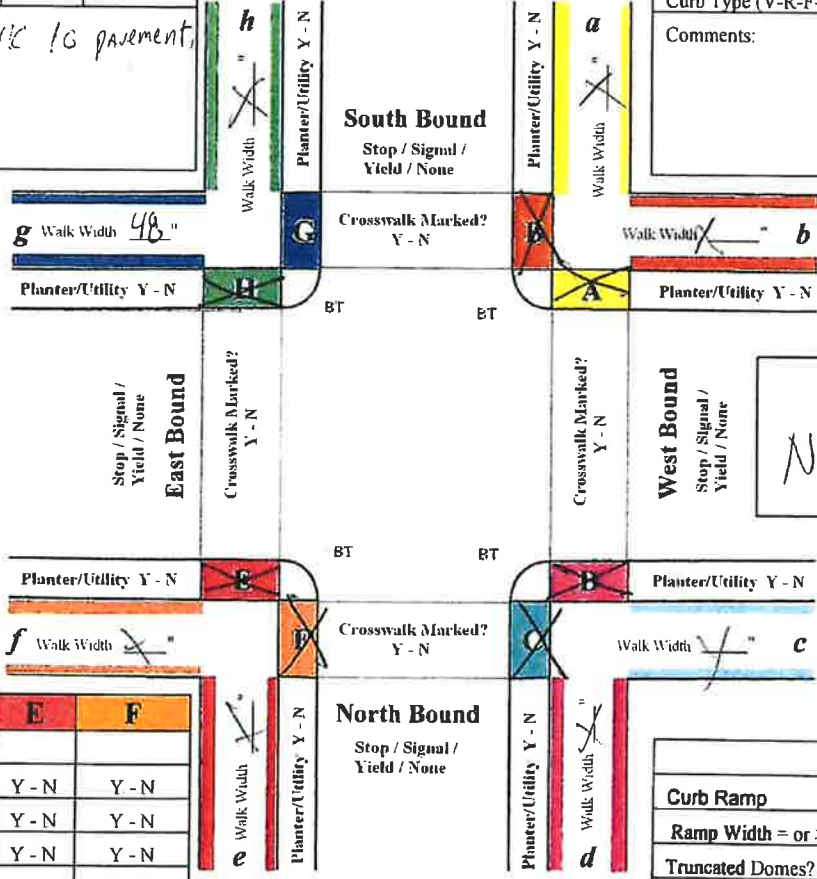 Curb Type (V-R-F-
Comments:
to pavement,
h
Planter/Utility Y - N
Walk Width "
South Bound
Stop / Signal /
Yield / None
Planter/Utility Y - N
a
Walk Width "
g Walk Width 48"
G
Crosswalk Marked?
Y - N
B
Walk Width "
b
Planter/Utility Y - N
H
BT
BT
A
Planter/Utility Y - N
Stop / Signal /
Yield / None
East Bound
Crosswalk Marked?
Y - N
Crosswalk Marked?
Y - N
West Bound
Stop / Signal /
Yield / None
N
Planter/Utility Y - N
E
BT
BT
Planter/Utility Y - N
f Walk Width "
F
Crosswalk Marked?
Y - N
C
Walk Width "
c
E F
Walk Width "
Planter/Utility Y - N
North Bound
Stop / Signal /
Yield / None
Planter/Utility Y - N
Walk Width "
Y - N Y - N
Y - N Y - N
Y - N Y - N
e
d
Curb Ramp
Ramp Width = or
Truncated Domes?